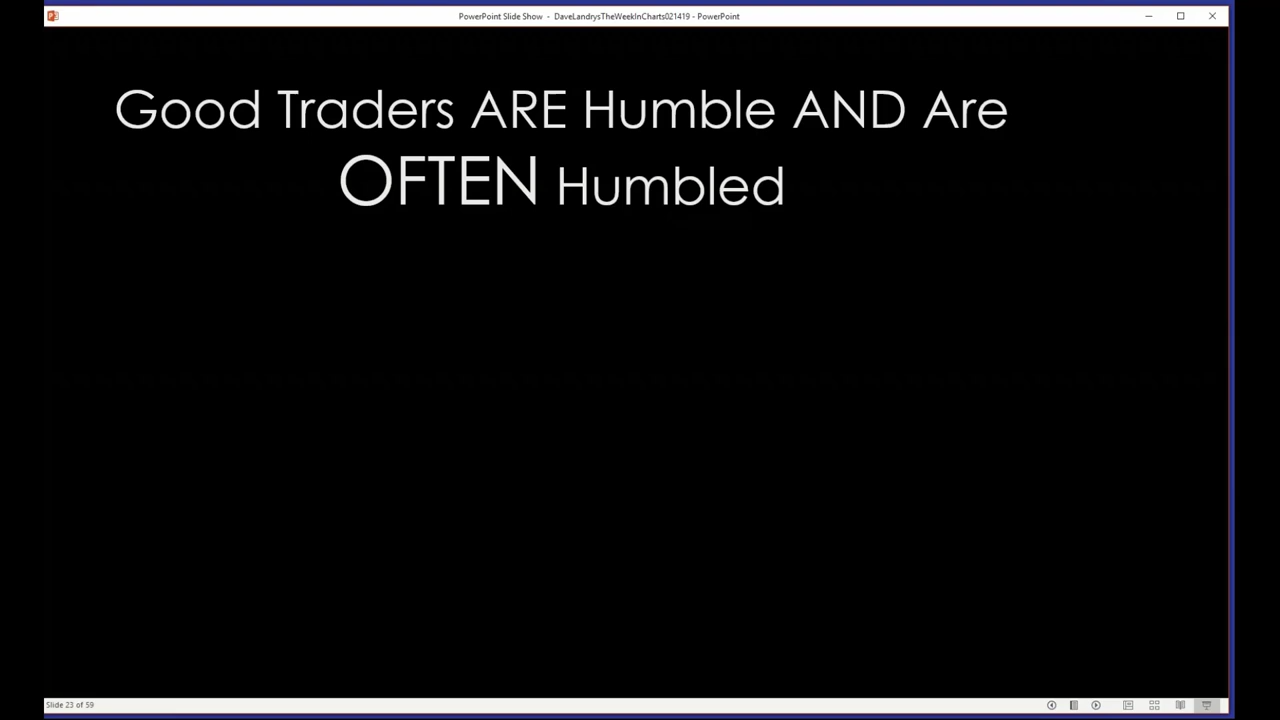 PowerPoint Slide Show - DaveLandrysTheWeekInCharts021419 - PowerPoint
Good Traders ARE Humble AND Are
OFTEN Humbled
Slide 23 of 59